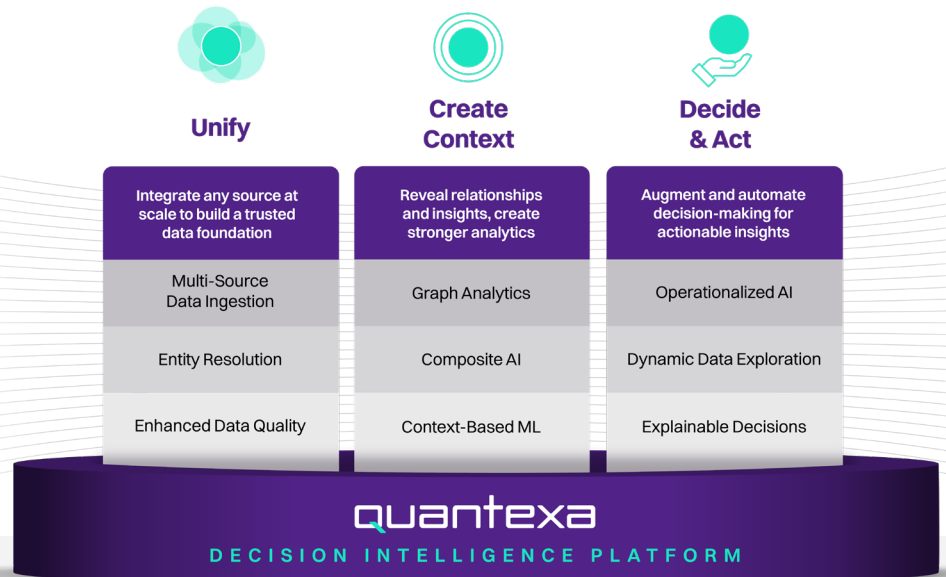 Unify
Create
Context
Decide
& Act
Integrate any source at
scale to build a trusted
data foundation
Reveal relationships
and insights, create
stronger analytics
Augment and automate
decision-making for
actionable insights
Multi-Source
Data Ingestion
Graph Analytics
Operationalized AI
Entity Resolution
Composite AI
Dynamic Data Exploration
Enhanced Data Quality
Context-Based ML
Explainable Decisions
quantexa
DECISION INTELLIGENCE PLATFORM